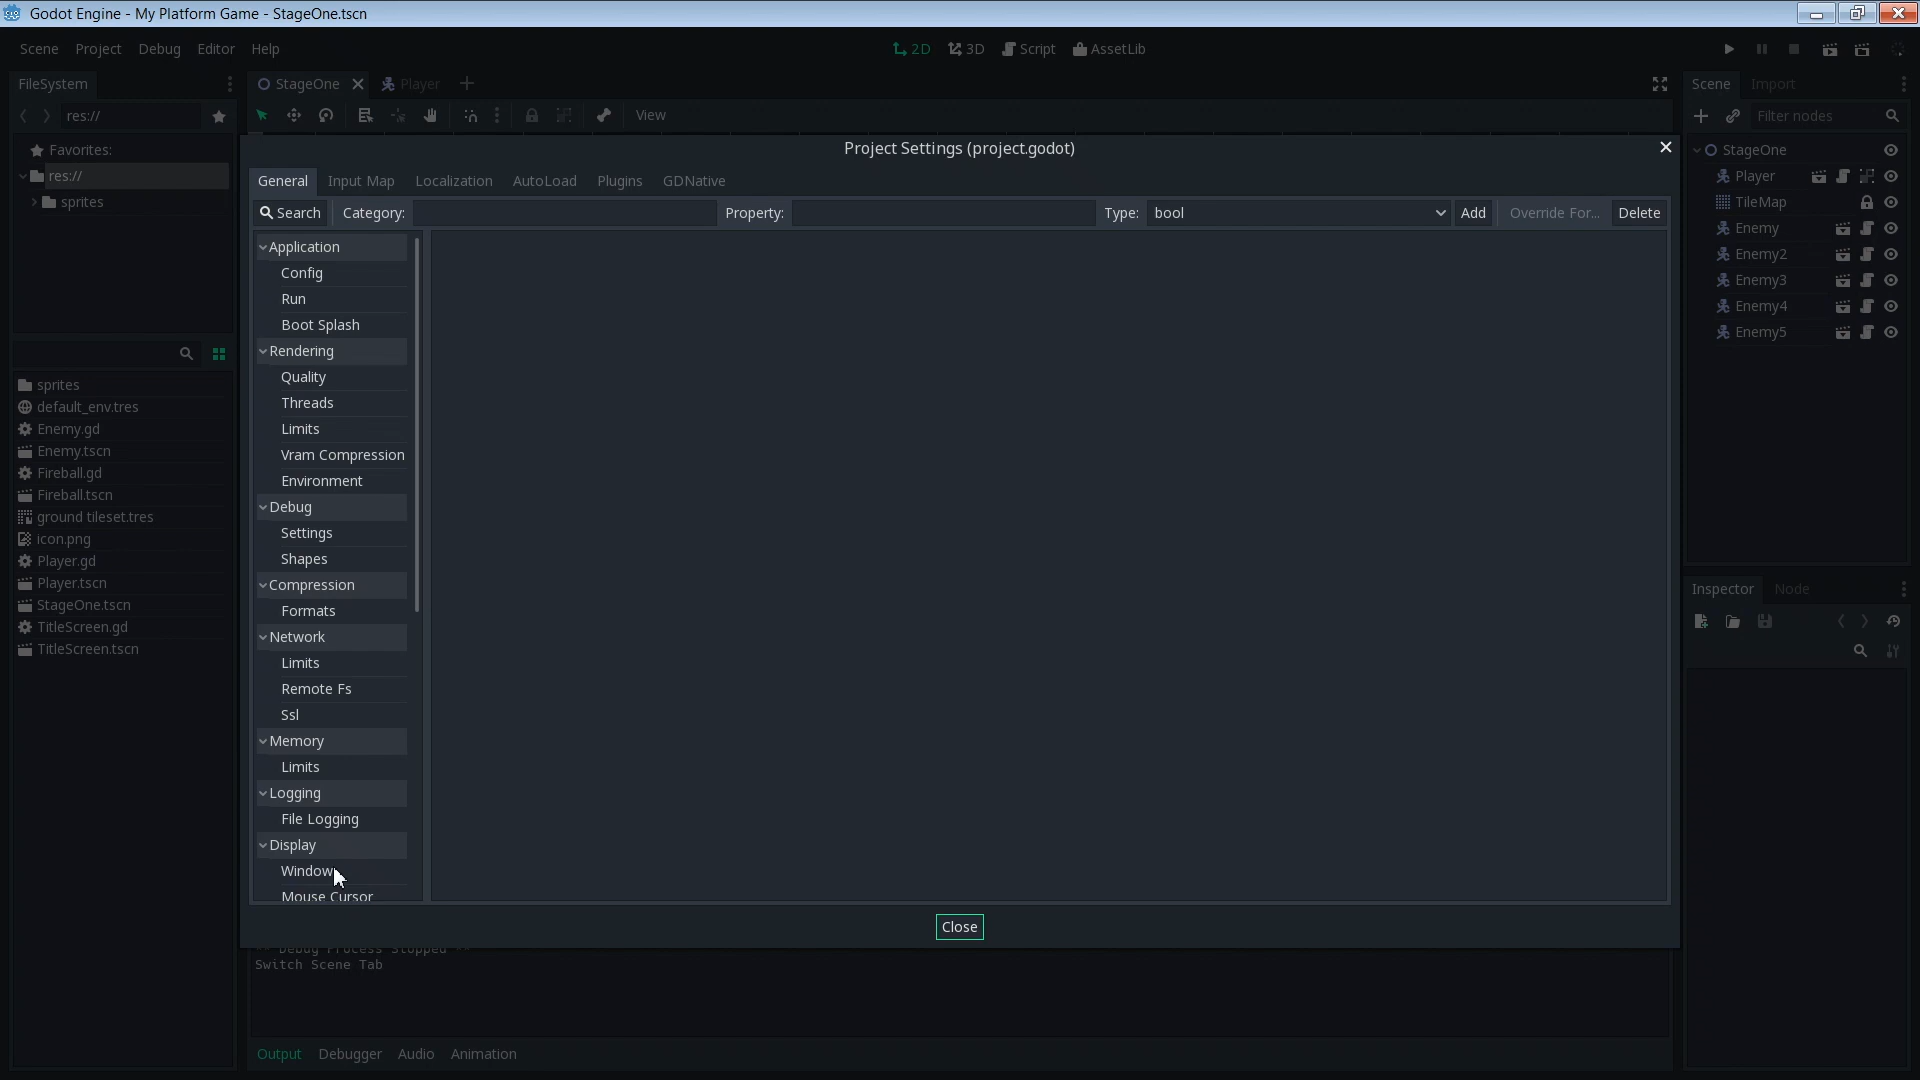 Godot Engine - My Platform Game - StageOne.tscn
Scene Project Debug Editor Help
2D 3D Script AssetLib
FileSystem
StageOne Player
Scene Import
res://
View
Filter nodes
Favorites:
res://
sprites
sprites
default_env.tres
Enemy.gd
Enemy.tscn
Fireball.gd
Fireball.tscn
ground tileset.tres
icon.png
Player.gd
Player.tscn
StageOne.tscn
TitleScreen.gd
TitleScreen.tscn
Project Settings (project.godot)
General Input Map Localization AutoLoad Plugins GDNative
Search Category: Property: Type: bool Add Override For... Delete
Application
Config
Run
Boot Splash
Rendering
Quality
Threads
Limits
Vram Compression
Environment
Debug
Settings
Shapes
Compression
Formats
Network
Limits
Remote Fs
Ssl
Memory
Limits
Logging
File Logging
Display
Window
Mouse Cursor
Close
Debug Process Stopped
Switch Scene Tab
Output Debugger Audio Animation
StageOne
Player
TileMap
Enemy
Enemy2
Enemy3
Enemy4
Enemy5
Inspector Node